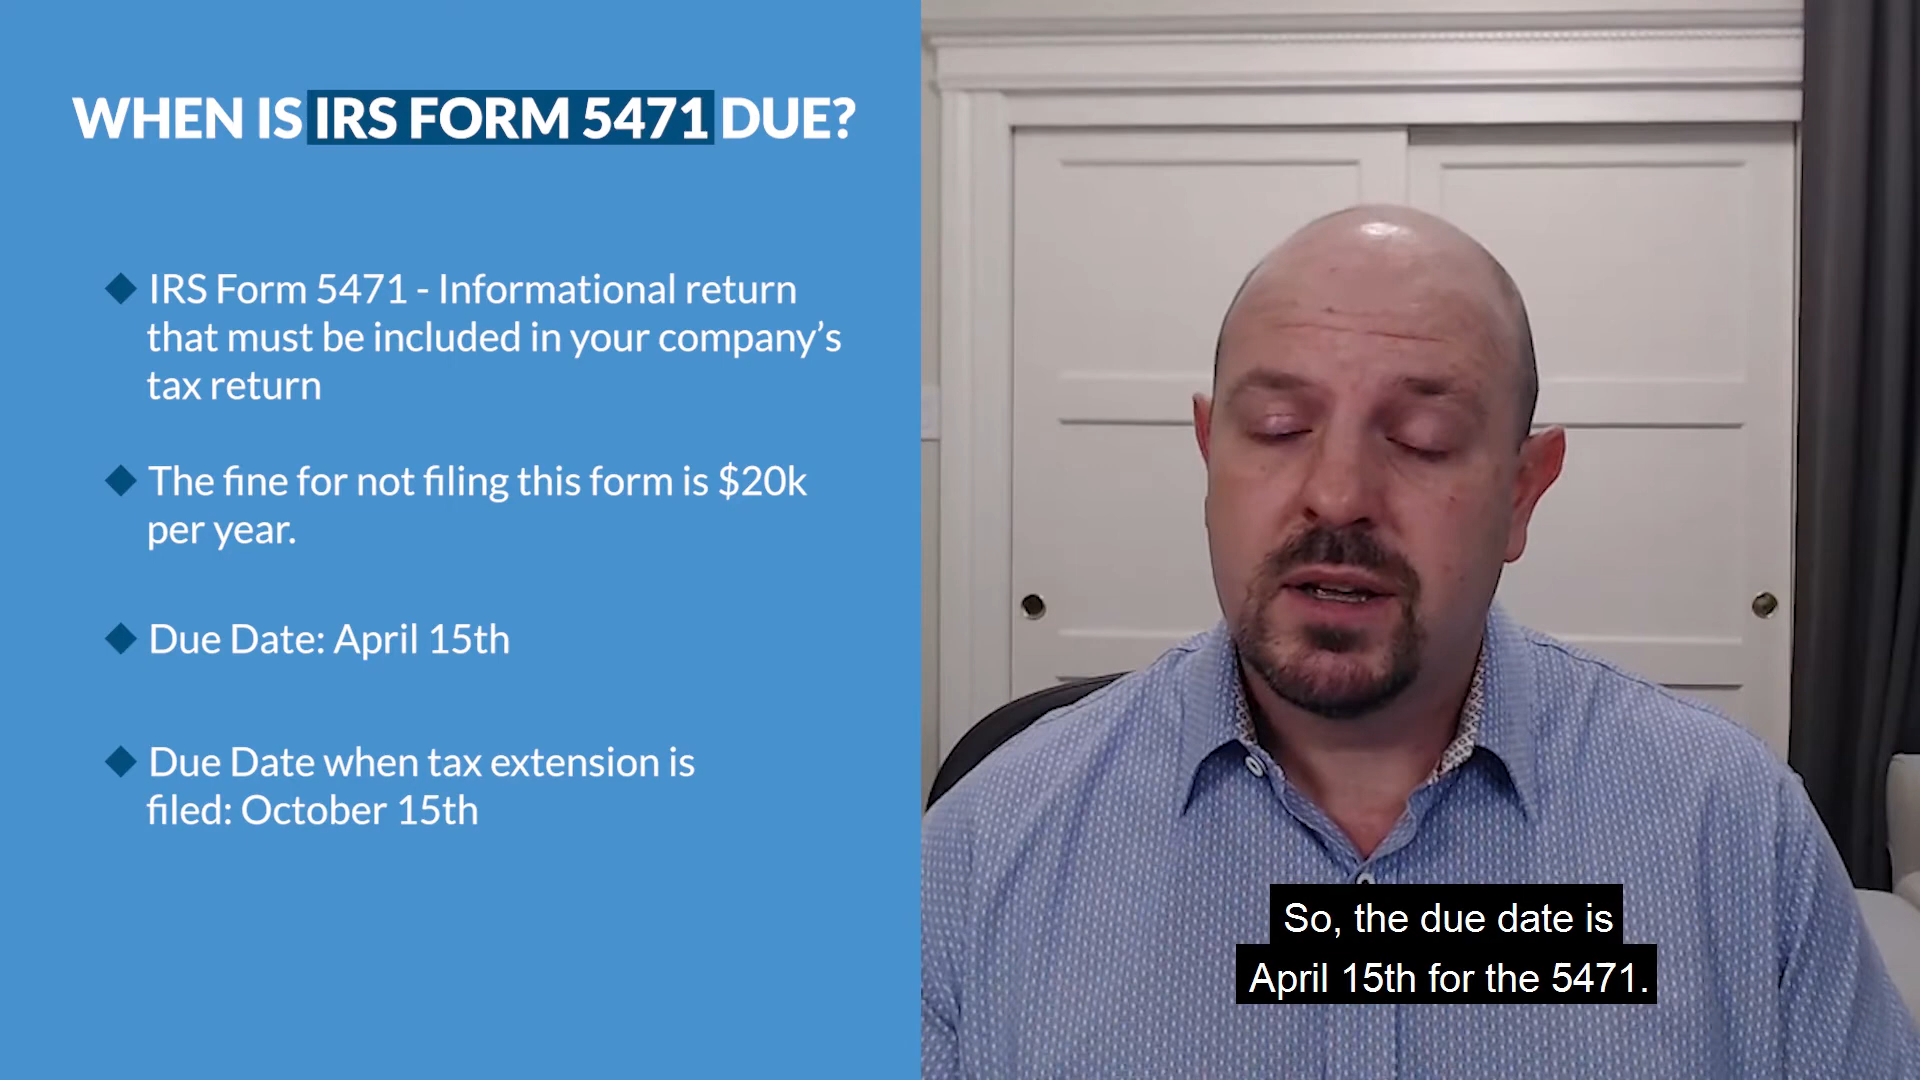 WHEN IS IRS FORM 5471 DUE?
IRS Form 5471 - Informational return
that must be included in your company’s
tax return
The fine for not filing this form is $20k
per year.
Due Date: April 15th
Due Date when tax extension is
filed: October 15th
So, the due date is
April 15th for the 5471.